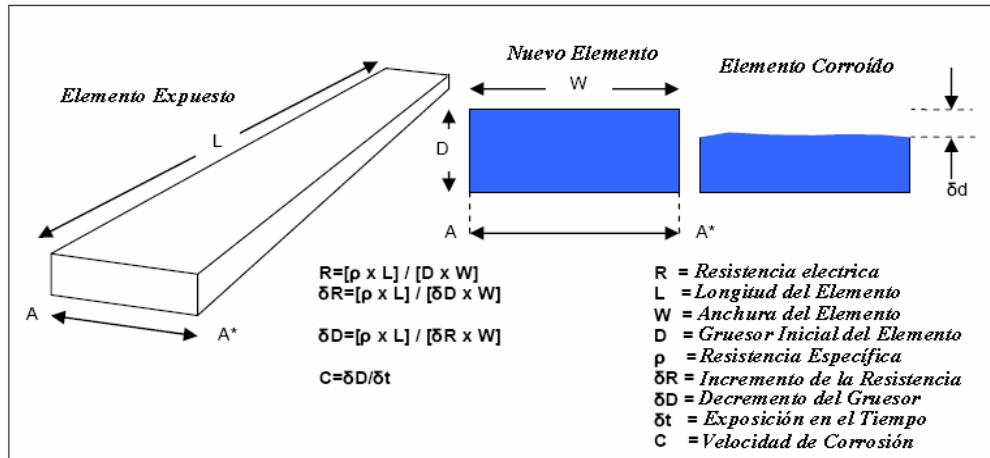 Elemento Expuesto
L
A
A*
Nuevo Elemento
W
D
A
A*
Elemento Corroído
δd
R=[ρ x L] / [D x W]
δR=[ρ x L] / [δD x W]
δD=[ρ x L] / [δR x W]
C=δD/δt
R = Resistencia electrica
L = Longitud del Elemento
W = Anchura del Elemento
D = Gruesor Inicial del Elemento
ρ = Resistencia Específica
δR = Incremento de la Resistencia
δD = Decremento del Gruesor
δt = Exposición en el Tiempo
C = Velocidad de Corrosión